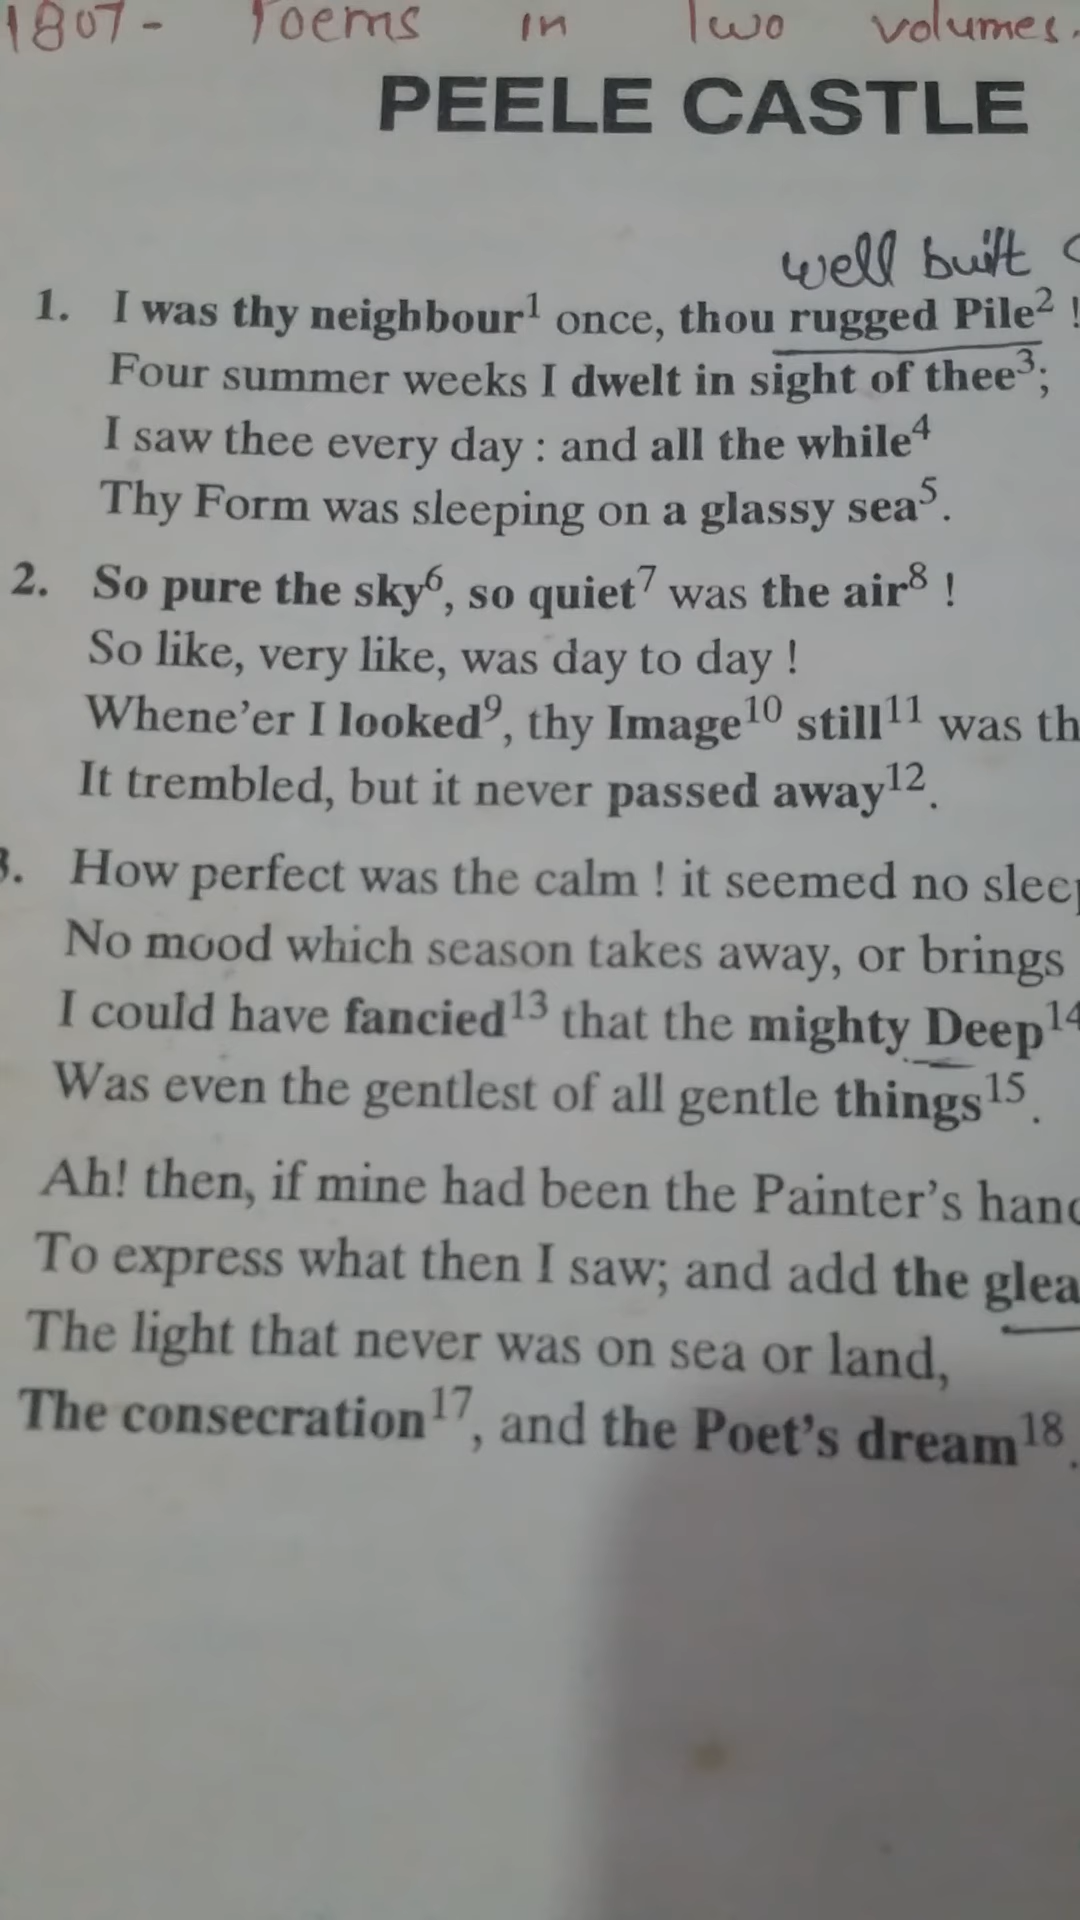 1807- Poems in Two volumes.
PEELE CASTLE
well built
1. I was thy neighbour¹ once, thou rugged Pile² !
Four summer weeks I dwelt in sight of thee³;
I saw thee every day : and all the while⁴
Thy Form was sleeping on a glassy sea⁵.
2. So pure the sky⁶, so quiet⁷ was the air⁸ !
So like, very like, was day to day !
Whene'er I looked⁹, thy Image¹⁰ still¹¹ was th
It trembled, but it never passed away¹².
3. How perfect was the calm ! it seemed no sleep
No mood which season takes away, or brings
I could have fancied¹³ that the mighty Deep¹⁴
Was even the gentlest of all gentle things¹⁵.
Ah! then, if mine had been the Painter's hand
To express what then I saw; and add the glea
The light that never was on sea or land,
The consecration¹⁷, and the Poet's dream¹⁸.